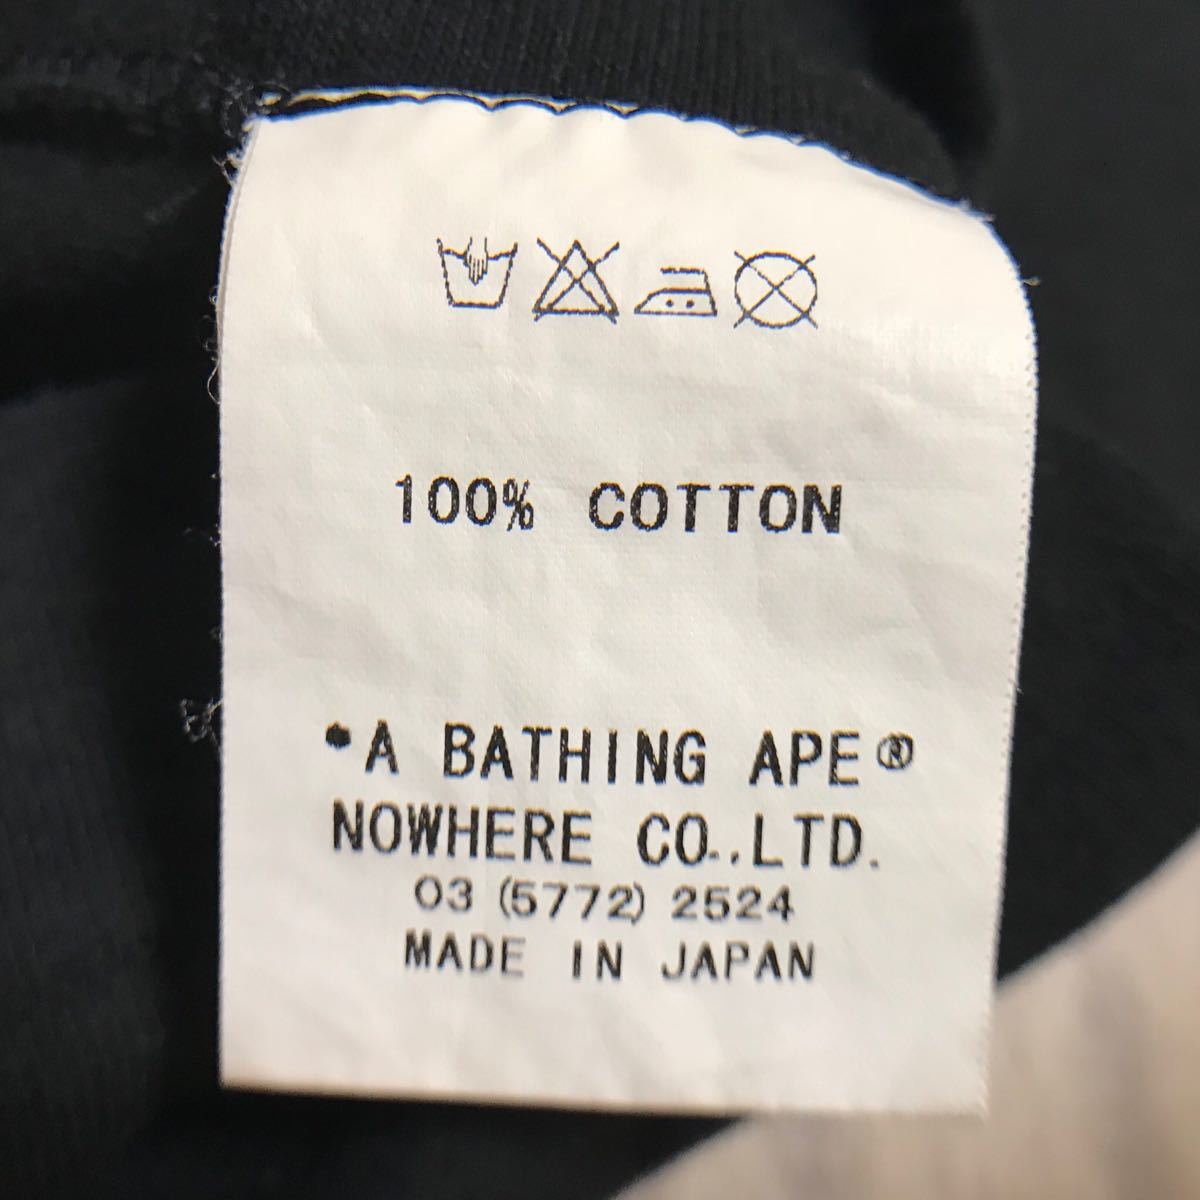 100% COTTON
•A BATHING APE®
NOWHERE CO.,LTD.
03 (5772) 2524
MADE IN JAPAN